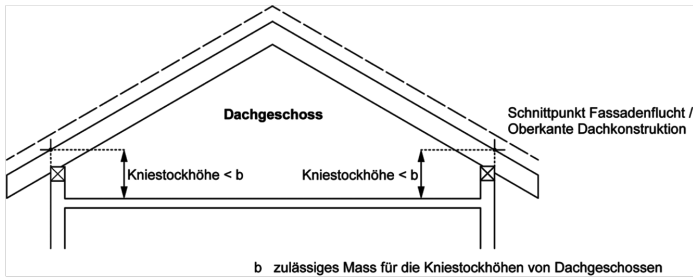 Dachgeschoss
Schnittpunkt Fassadenflucht /
Oberkante Dachkonstruktion
Kniestockhöhe < b
Kniestockhöhe < b
b zulässiges Mass für die Kniestockhöhen von Dachgeschossen